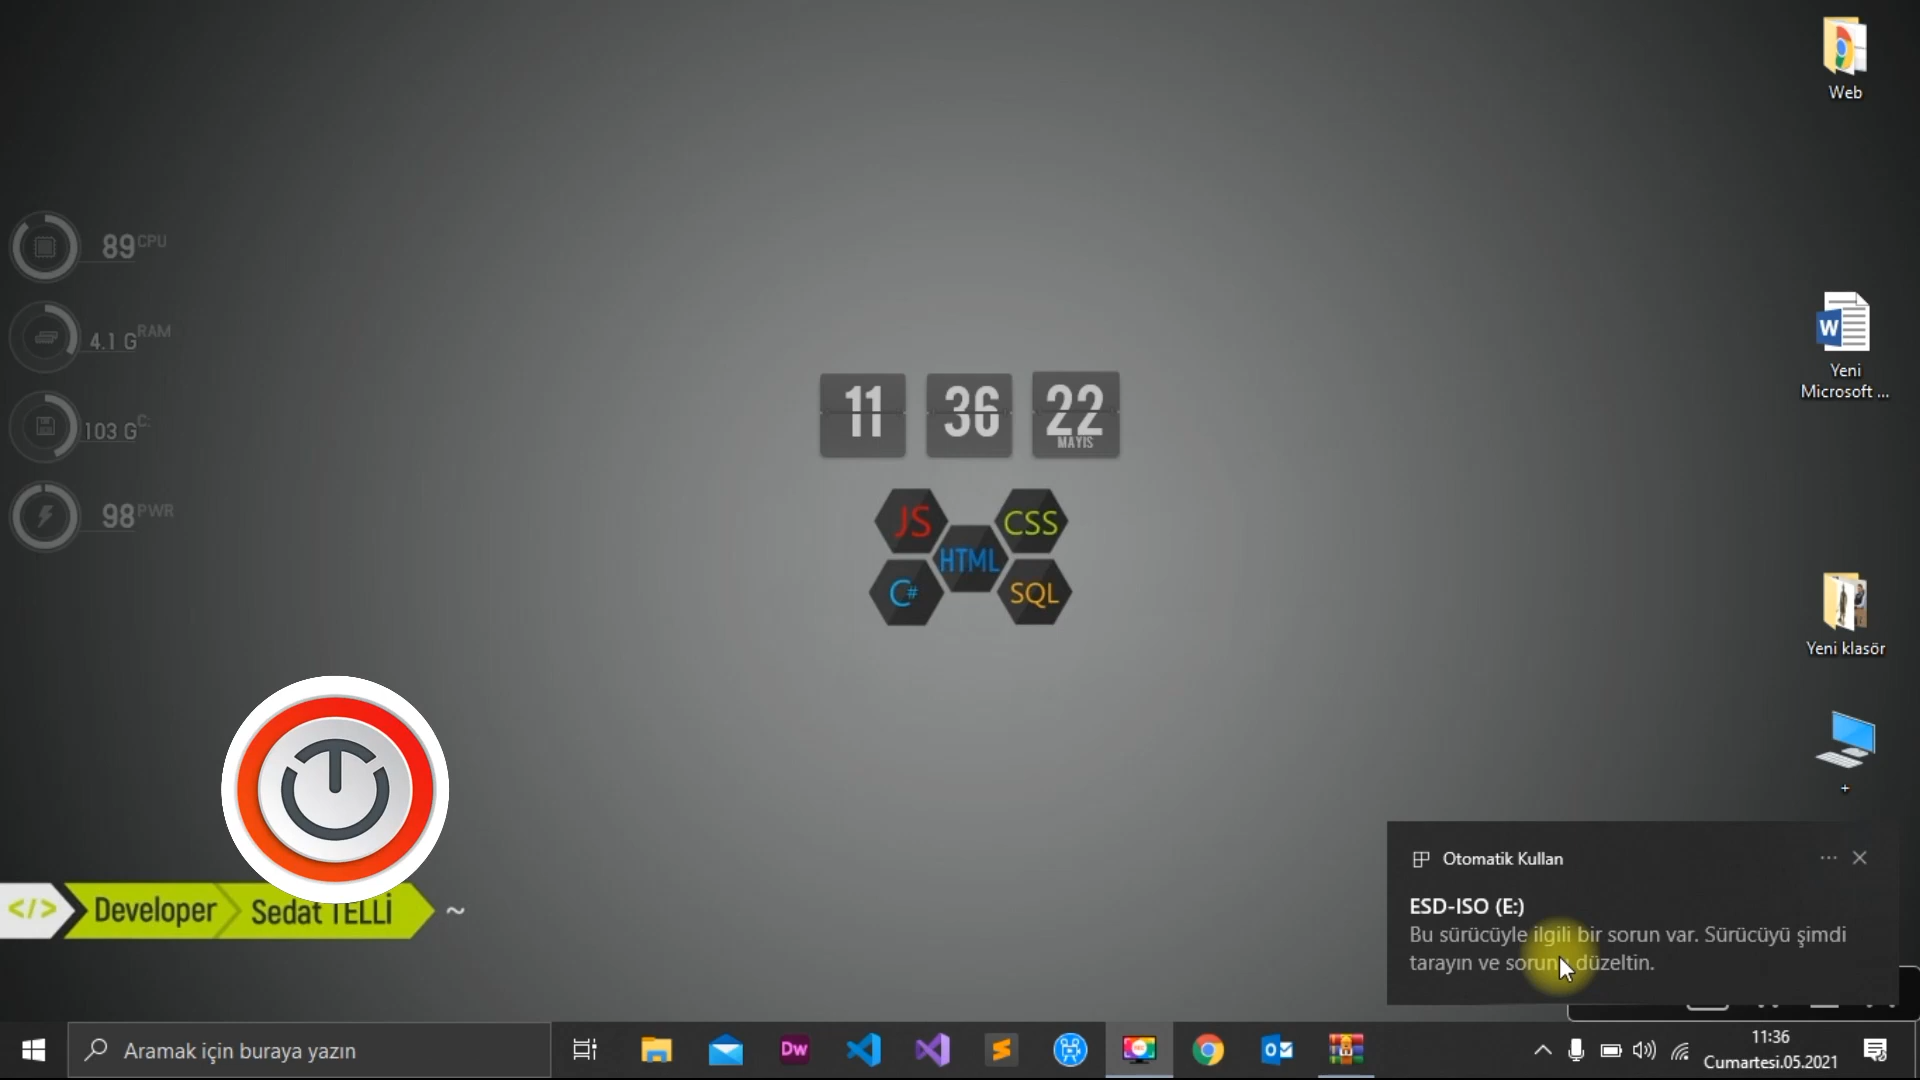 Web
89 CPU
4.1 G RAM
103 G C:
98 PWR
11 36 22
MAYIS
JS CSS
HTML
C# SQL
Yeni
Microsoft ...
Yeni klasör
+
</> Developer Sedat TELLİ ~
Otomatik Kullan
ESD-ISO (E:)
Bu sürücüyle ilgili bir sorun var. Sürücüyü şimdi
tarayın ve sorunu düzeltin.
Aramak için buraya yazın
Dw
11:36
Cumartesi.05.2021